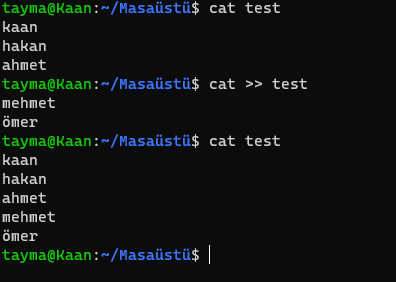 tayma@Kaan:~/Masaüstü$ cat test
kaan
hakan
ahmet
tayma@Kaan:~/Masaüstü$ cat >> test
mehmet
ömer
tayma@Kaan:~/Masaüstü$ cat test
kaan
hakan
ahmet
mehmet
ömer
tayma@Kaan:~/Masaüstü$